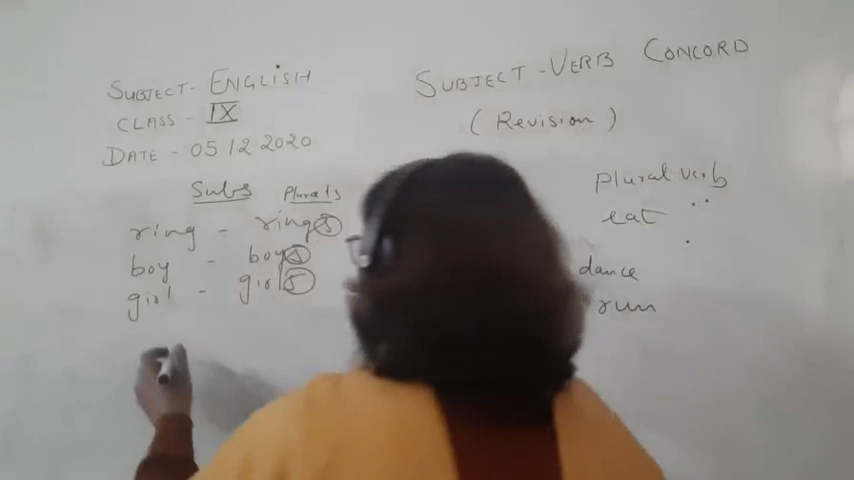 SUBJECT - ENGLISH
CLASS - IX
DATE - 05 12 2020
SUBJECT - VERB CONCORD
( Revision )
Subs Plurals
ring - rings
boy - boys
girl - girls
plural verb
eat
dance
run